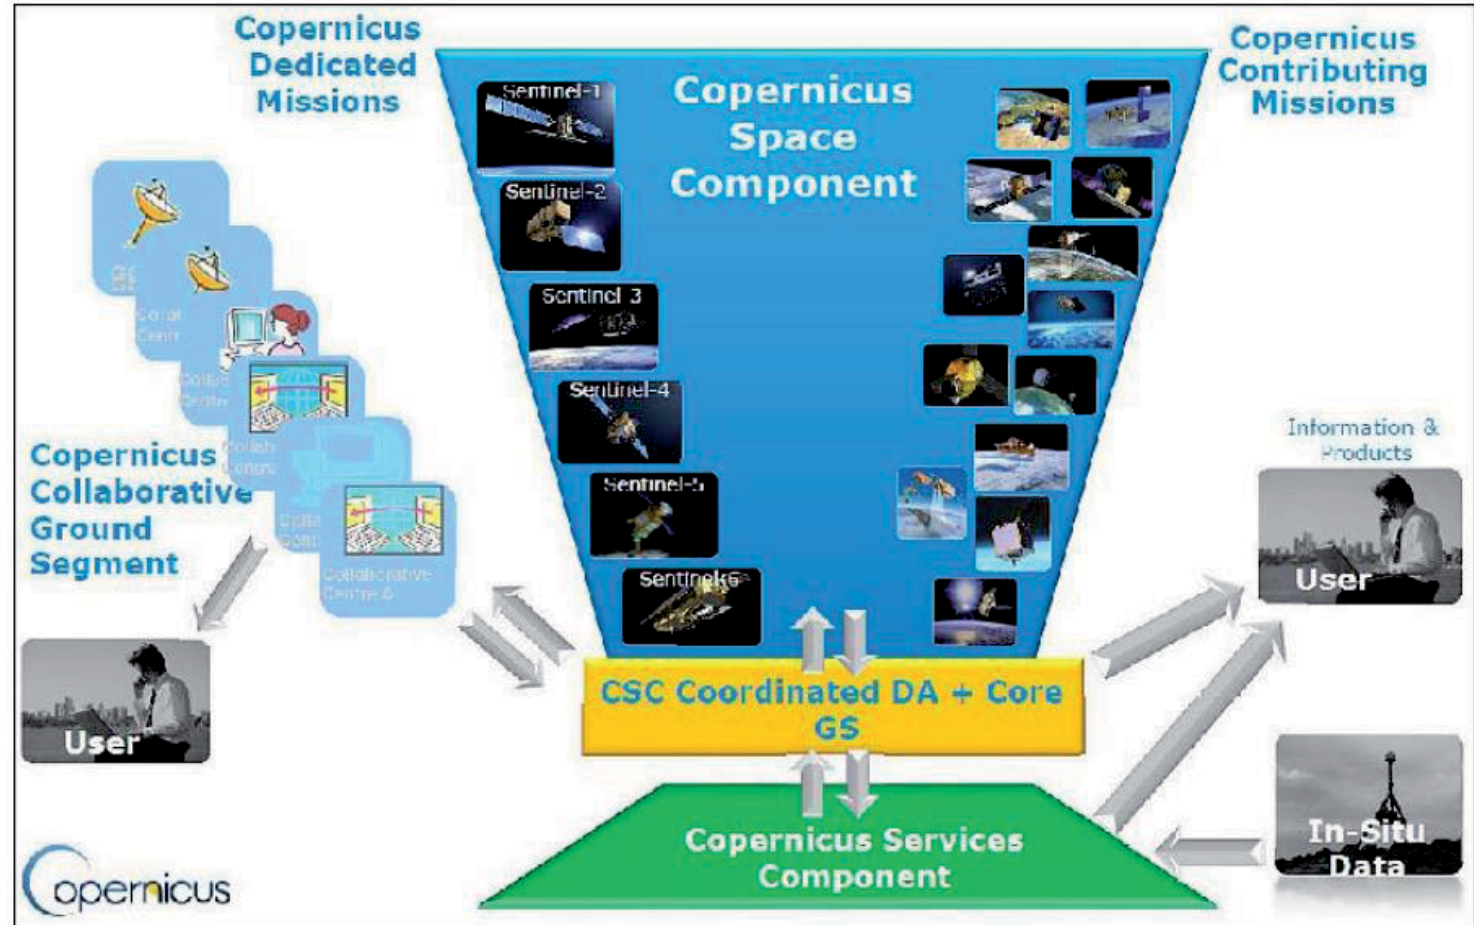 Copernicus
Dedicated
Missions
Copernicus
Space
Component
Copernicus
Contributing
Missions
Sentinel-1
Sentinel-2
Sentinel-3
Sentinel-4
Sentinel-5
Sentinel-6
Copernicus
Collaborative
Ground
Segment
Collaborative
Centre
User
Information &
Products
User
CSC Coordinated DA + Core
GS
In-Situ
Data
Copernicus Services
Component
Copernicus